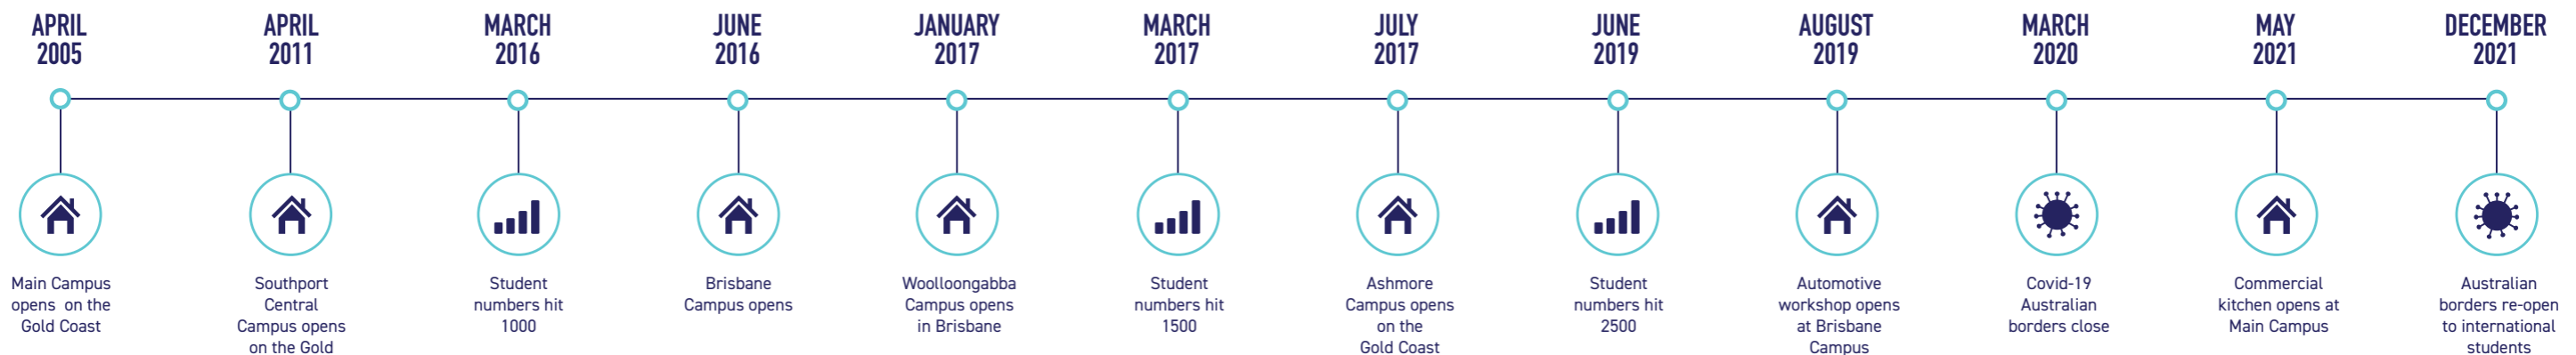 APRIL
2005
APRIL
2011
MARCH
2016
JUNE
2016
JANUARY
2017
MARCH
2017
JULY
2017
JUNE
2019
AUGUST
2019
MARCH
2020
MAY
2021
DECEMBER
2021
Main Campus
opens on the
Gold Coast
Southport
Central
Campus opens
on the Gold
Student
numbers hit
1000
Brisbane
Campus opens
Woolloongabba
Campus opens
in Brisbane
Student
numbers hit
1500
Ashmore
Campus opens
on the
Gold Coast
Student
numbers hit
2500
Automotive
workshop opens
at Brisbane
Campus
Covid-19
Australian
borders close
Commercial
kitchen opens at
Main Campus
Australian
borders re-open
to international
students